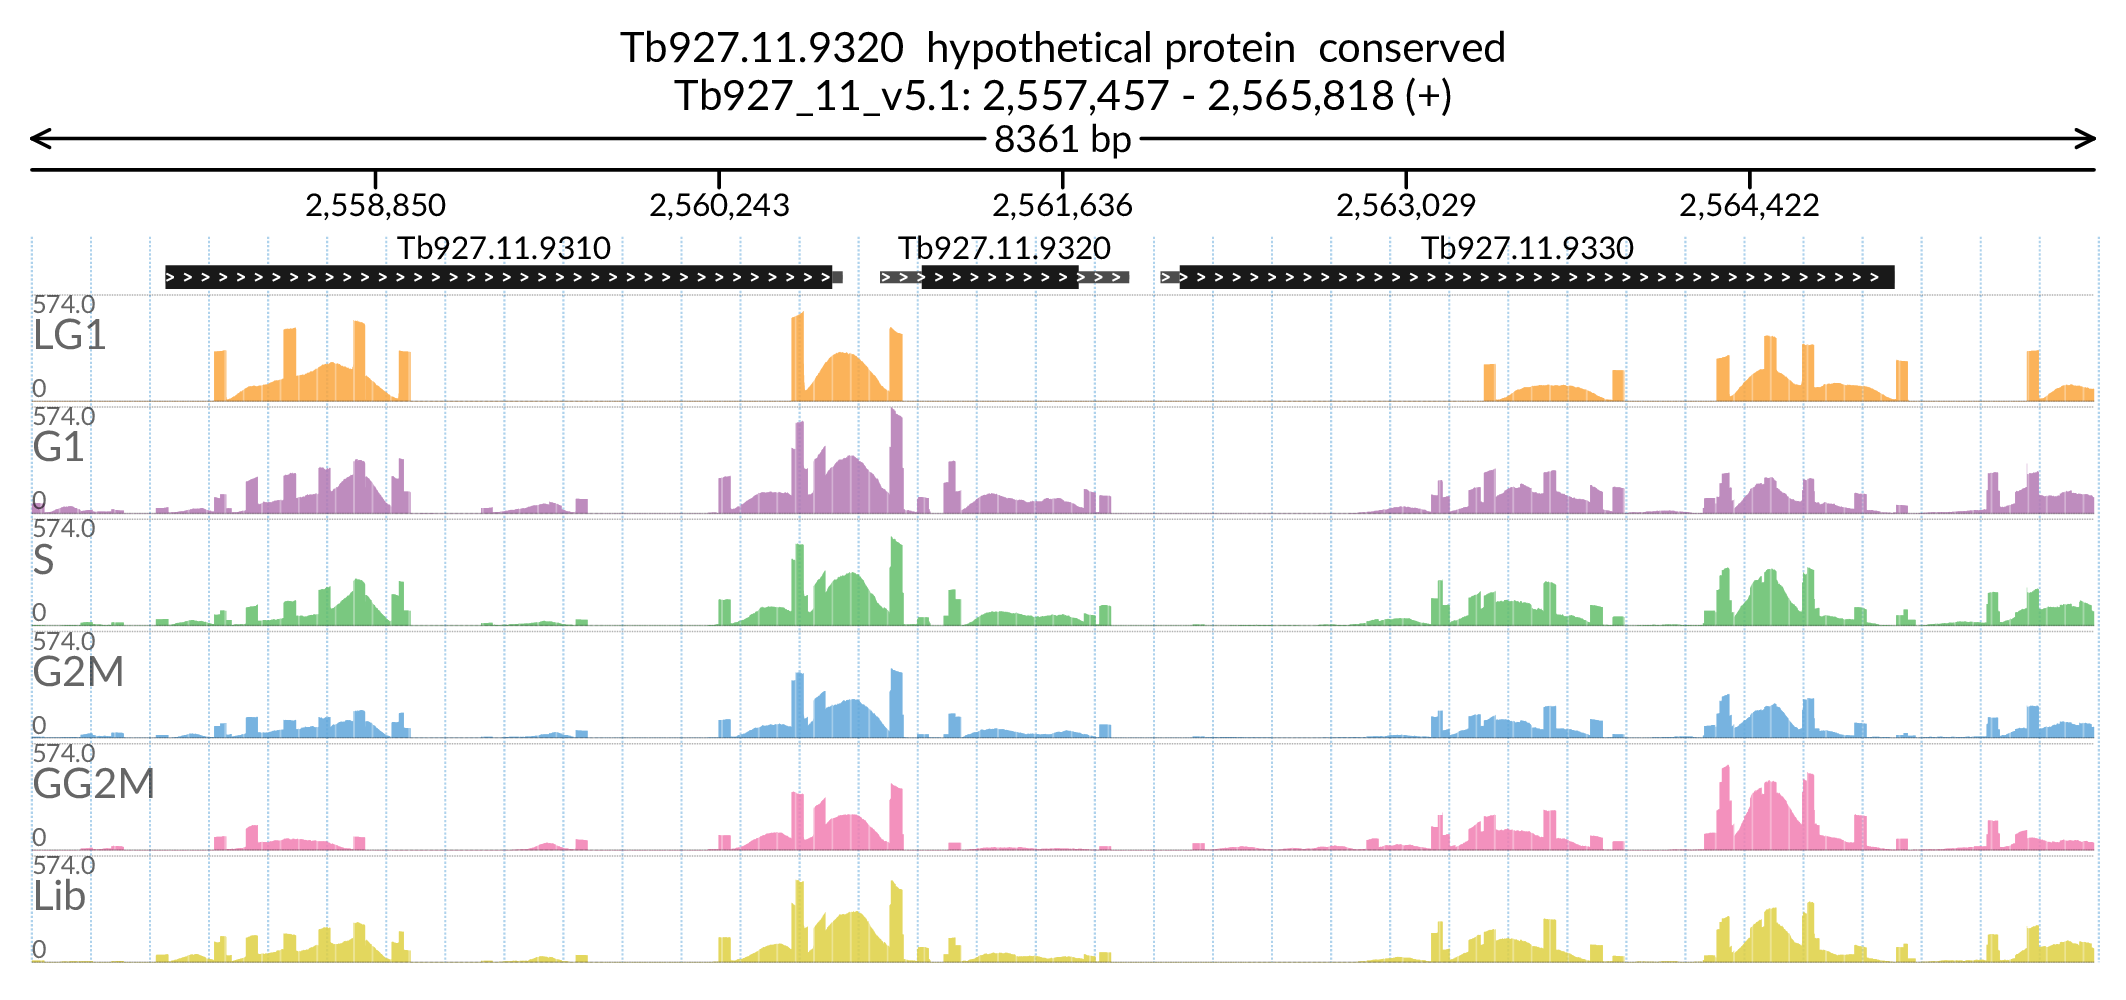 Tb927.11.9320  hypothetical protein  conserved
Tb927_11_v5.1: 2,557,457 - 2,565,818 (+)
8361 bp
2,558,850 2,560,243 2,561,636 2,563,029 2,564,422
Tb927.11.9310 Tb927.11.9320 Tb927.11.9330
574.0
LG1
0
574.0
G1
0
574.0
S
0
574.0
G2M
0
574.0
GG2M
0
574.0
Lib
0